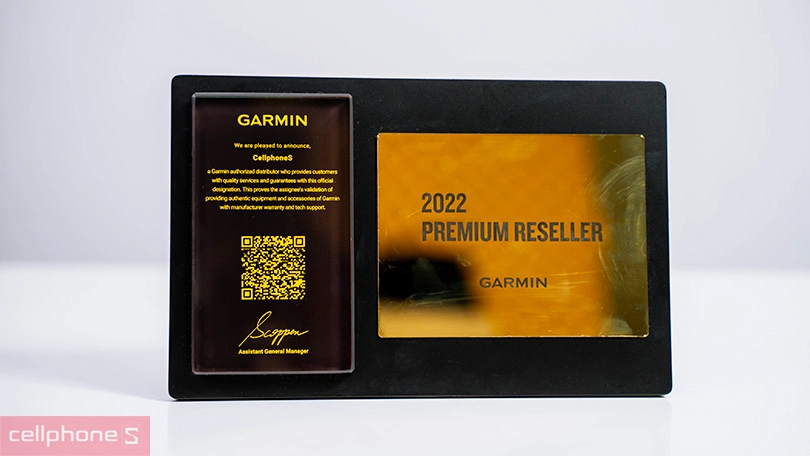 GARMIN
We are pleased to announce,
CellphoneS
a Garmin authorized distributor who provides customers
with quality services and guarantees with this official
designation. This proves the assignee's validation of
providing authentic equipment and accessories of Garmin
with manufacturer warranty and tech support.
Assistant General Manager
2022
PREMIUM RESELLER
GARMIN
cellphone S